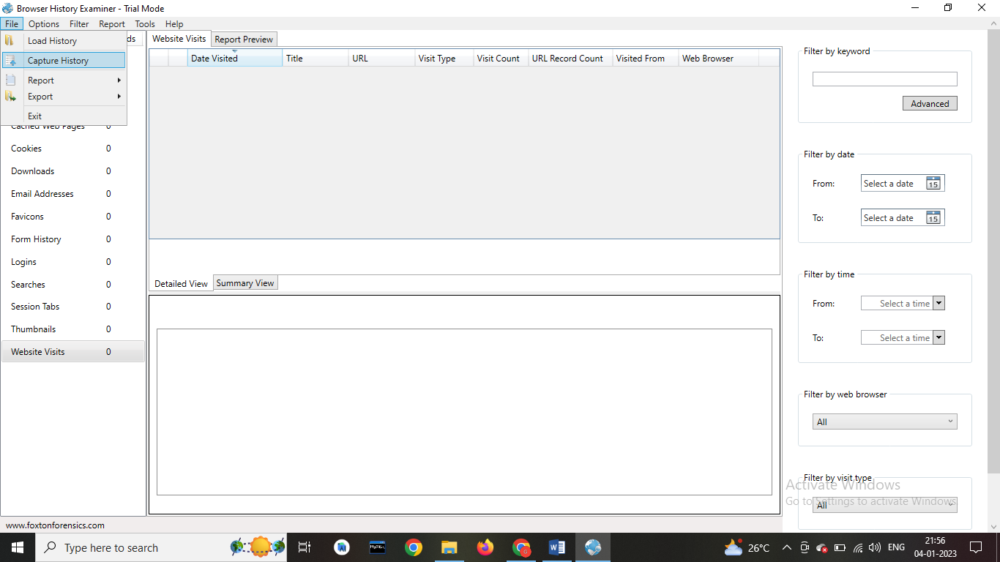 Browser History Examiner - Trial Mode
File Options Filter Report Tools Help
Load History
Capture History
Report
Export
Exit
ds
Cached Web Pages 0
Cookies 0
Downloads 0
Email Addresses 0
Favicons 0
Form History 0
Logins 0
Searches 0
Session Tabs 0
Thumbnails 0
Website Visits 0
Website Visits Report Preview
Date Visited Title URL Visit Type Visit Count URL Record Count Visited From Web Browser
Detailed View Summary View
Filter by keyword
Advanced
Filter by date
From: Select a date 15
To: Select a date 15
Filter by time
From: Select a time
To: Select a time
Filter by web browser
All
Filter by visit type
All
Activate Windows
Go to Settings to activate Windows.
www.foxtonforensics.com
Type here to search
MySQL
26°C
ENG
21:56
04-01-2023